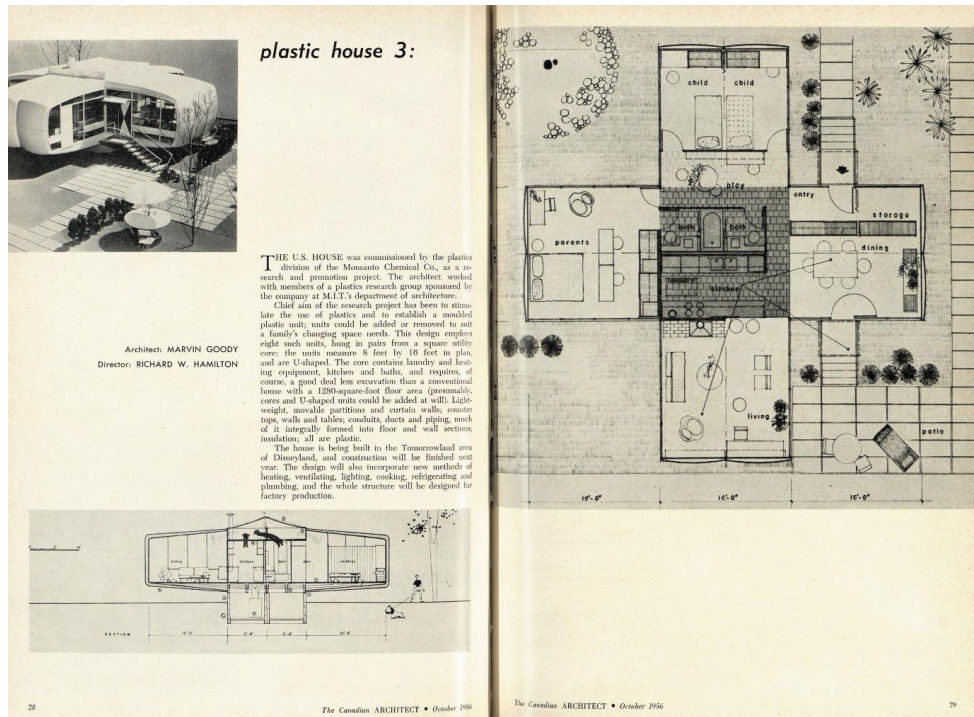 plastic house 3:
THE U.S. HOUSE was commissioned by the plastics
division of the Monsanto Chemical Co., as a re-
search and promotion project. The architect worked
with members of a plastics research group sponsored by
the company at M.I.T.'s department of architecture.
Chief aim of the research project has been to stimu-
late the use of plastics and to establish a moulded
plastic unit; units could be added or removed to suit
a family's changing space needs. This design employs
eight such units, hung in pairs from a square utility
core: the units measure 8 feet by 16 feet in plan,
and are U-shaped. The core contains laundry and heat-
ing equipment, kitchen and baths, and requires, of
course, a good deal less excavation than a conventional
house with a 1280-square-foot floor area (presumably,
cores and U-shaped units could be added at will). Light-
weight, movable partitions and curtain walls; counter
tops, walls and tables; conduits, ducts and piping, much
of it integrally formed into floor and wall sections;
insulation; all are plastic.
The house is being built in the Tomorrowland area
of Disneyland, and construction will be finished next
year. The design will also incorporate new methods of
heating, ventilating, lighting, cooking, refrigerating and
plumbing, and the whole structure will be designed for
factory production.
Architect: MARVIN GOODY
Director: RICHARD W. HAMILTON
living kitchen bath play children
SECTION
28
The Canadian ARCHITECT • October 1956
child child
play
entry
storage
bath bath
parents
dining
laundry
kitchen
living
patio
16'-0" 16'-0" 16'-0"
The Canadian ARCHITECT • October 1956
29